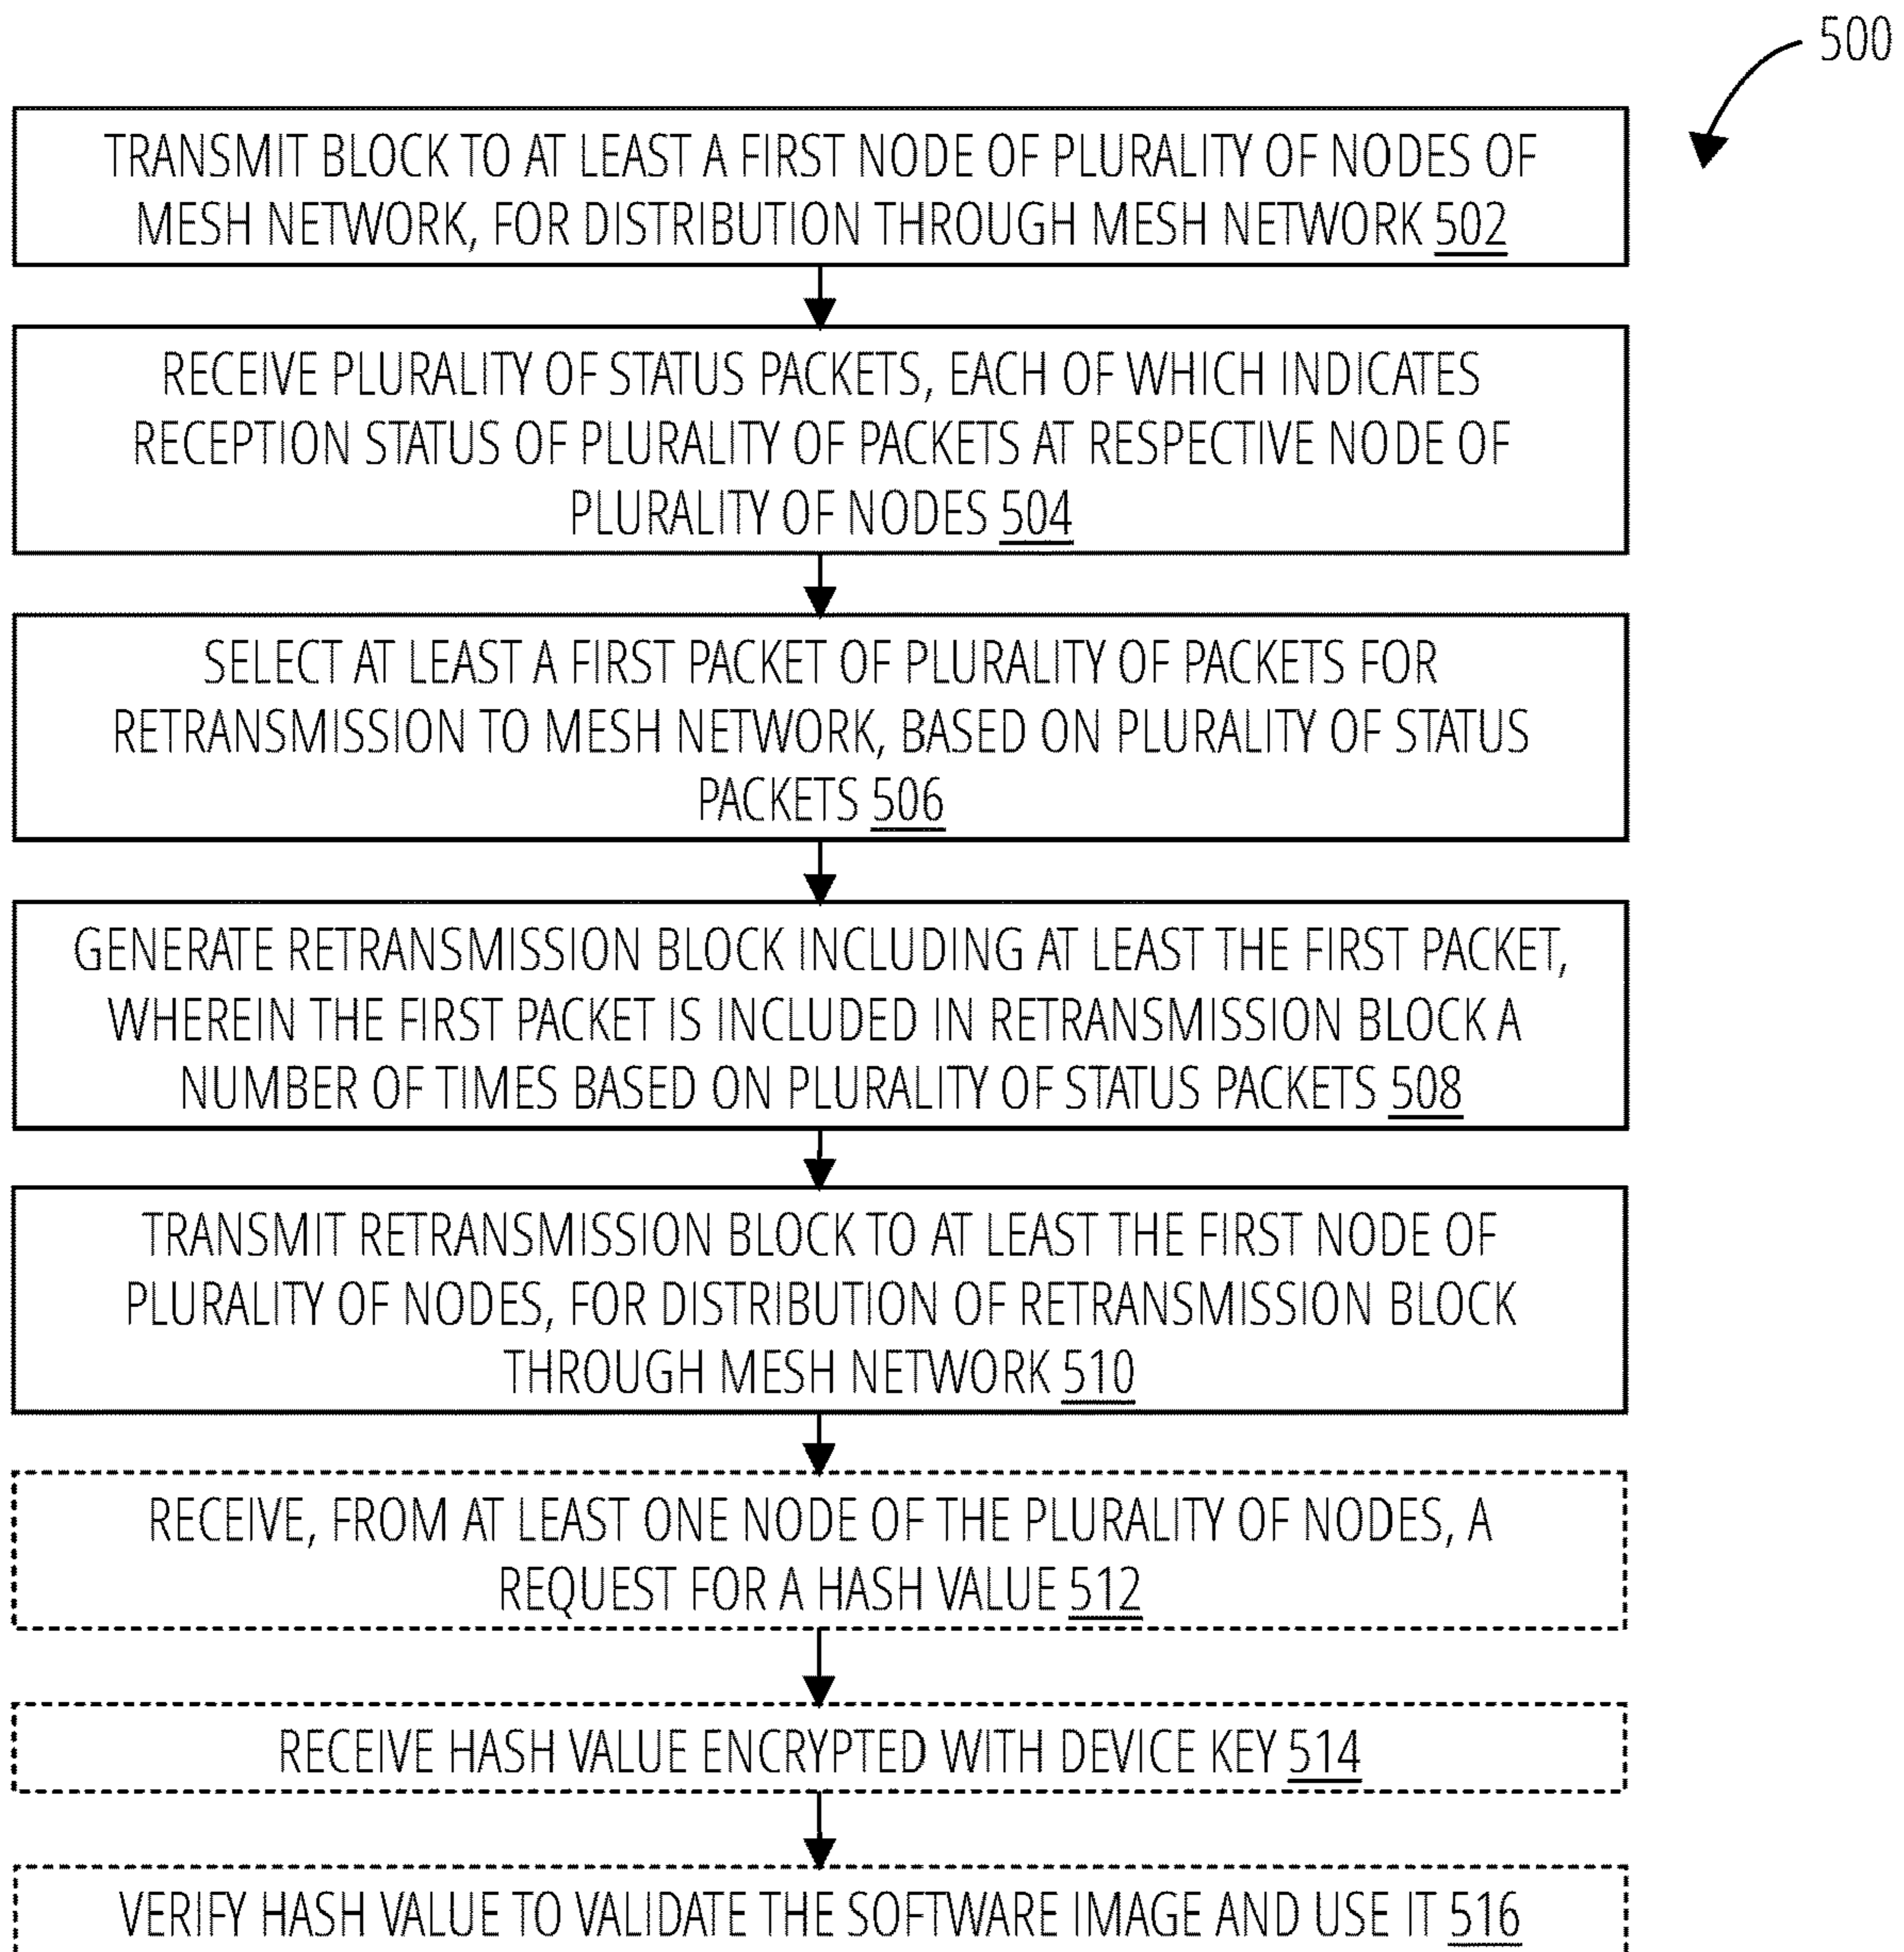 500
TRANSMIT BLOCK TO AT LEAST A FIRST NODE OF PLURALITY OF NODES OF
MESH NETWORK, FOR DISTRIBUTION THROUGH MESH NETWORK 502
RECEIVE PLURALITY OF STATUS PACKETS, EACH OF WHICH INDICATES
RECEPTION STATUS OF PLURALITY OF PACKETS AT RESPECTIVE NODE OF
PLURALITY OF NODES 504
SELECT AT LEAST A FIRST PACKET OF PLURALITY OF PACKETS FOR
RETRANSMISSION TO MESH NETWORK, BASED ON PLURALITY OF STATUS
PACKETS 506
GENERATE RETRANSMISSION BLOCK INCLUDING AT LEAST THE FIRST PACKET,
WHEREIN THE FIRST PACKET IS INCLUDED IN RETRANSMISSION BLOCK A
NUMBER OF TIMES BASED ON PLURALITY OF STATUS PACKETS 508
TRANSMIT RETRANSMISSION BLOCK TO AT LEAST THE FIRST NODE OF
PLURALITY OF NODES, FOR DISTRIBUTION OF RETRANSMISSION BLOCK
THROUGH MESH NETWORK 510
RECEIVE, FROM AT LEAST ONE NODE OF THE PLURALITY OF NODES, A
REQUEST FOR A HASH VALUE 512
RECEIVE HASH VALUE ENCRYPTED WITH DEVICE KEY 514
VERIFY HASH VALUE TO VALIDATE THE SOFTWARE IMAGE AND USE IT 516